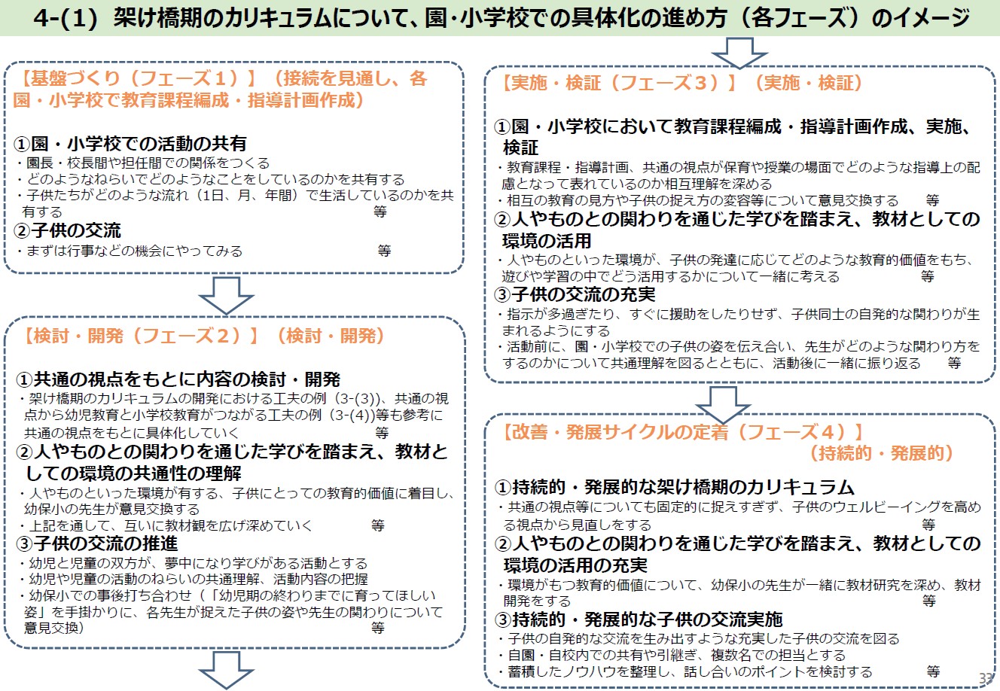 4-(1) 架け橋期のカリキュラムについて、園・小学校での具体化の進め方（各フェーズ）のイメージ
【基盤づくり（フェーズ１）】（接続を見通し、各
園・小学校で教育課程編成・指導計画作成）
①園・小学校での活動の共有
・園長・校長間や担任間での関係をつくる
・どのようなねらいでどのようなことをしているのかを共有する
・子供たちがどのような流れ（1日、月、年間）で生活しているのかを共
有する 等
②子供の交流
・まずは行事などの機会にやってみる 等
【検討・開発（フェーズ２）】（検討・開発）
①共通の視点をもとに内容の検討・開発
・架け橋期のカリキュラムの開発における工夫の例（3-(3)）、共通の視
点から幼児教育と小学校教育がつながる工夫の例（3-(4)）等も参考に
共通の視点をもとに具体化していく 等
②人やものとの関わりを通じた学びを踏まえ、教材と
しての環境の共通性の理解
・人やものといった環境が有する、子供にとっての教育的価値に着目し、
幼保小の先生が意見交換する
・上記を通して、互いに教材観を広げ深めていく 等
③子供の交流の推進
・幼児と児童の双方が、夢中になり学びがある活動とする
・幼児や児童の活動のねらいの共通理解、活動内容の把握
・幼保小での事後打ち合わせ（「幼児期の終わりまでに育ってほしい
姿」を手掛かりに、各先生が捉えた子供の姿や先生の関わりについて
意見交換） 等
【実施・検証（フェーズ３）】（実施・検証）
①園・小学校において教育課程編成・指導計画作成、実施、
検証
・教育課程・指導計画、共通の視点が保育や授業の場面でどのような指導上の配
慮となって表れているのか相互理解を深める
・相互の教育の見方や子供の捉え方の変容等について意見交換する 等
②人やものとの関わりを通じた学びを踏まえ、教材としての
環境の活用
・人やものといった環境が、子供の発達に応じてどのような教育的価値をもち、
遊びや学習の中でどう活用するかについて一緒に考える 等
③子供の交流の充実
・指示が多過ぎたり、すぐに援助をしたりせず、子供同士の自発的な関わりが生
まれるようにする
・活動前に、園・小学校での子供の姿を伝え合い、先生がどのような関わり方を
するのかについて共通理解を図るとともに、活動後に一緒に振り返る 等
【改善・発展サイクルの定着（フェーズ４）】
（持続的・発展的）
①持続的・発展的な架け橋期のカリキュラム
・共通の視点等についても固定的に捉えすぎず、子供のウェルビーイングを高め
る視点から見直しをする 等
②人やものとの関わりを通じた学びを踏まえ、教材としての
環境の活用の充実
・環境がもつ教育的価値について、幼保小の先生が一緒に教材研究を深め、教材
開発をする 等
③持続的・発展的な子供の交流実施
・子供の自発的な交流を生み出すような充実した子供の交流を図る
・自園・自校内での共有や引継ぎ、複数名での担当とする
・蓄積したノウハウを整理し、話し合いのポイントを検討する 等
33